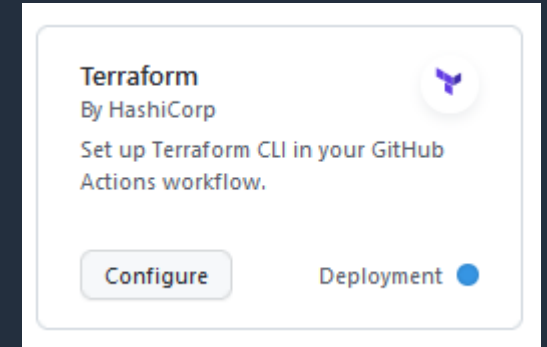 Terraform
By HashiCorp
Set up Terraform CLI in your GitHub
Actions workflow.
Configure
Deployment